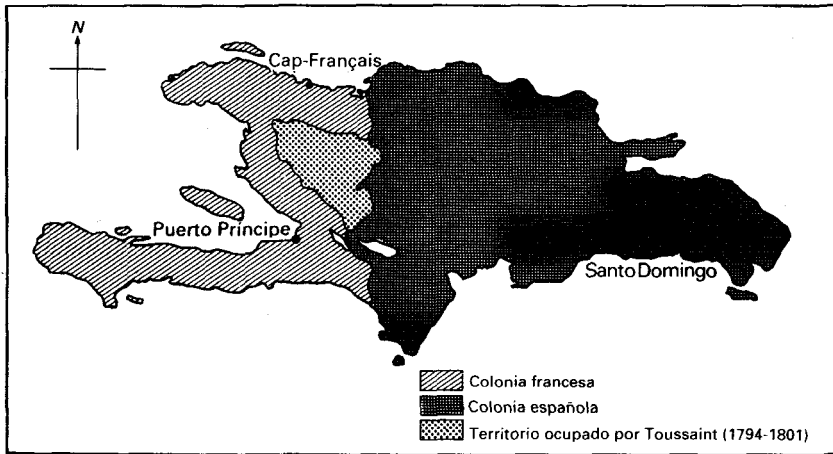 N
Cap-Français
Puerto Príncipe
Santo Domingo
Colonia francesa
Colonia española
Territorio ocupado por Toussaint (1794-1801)